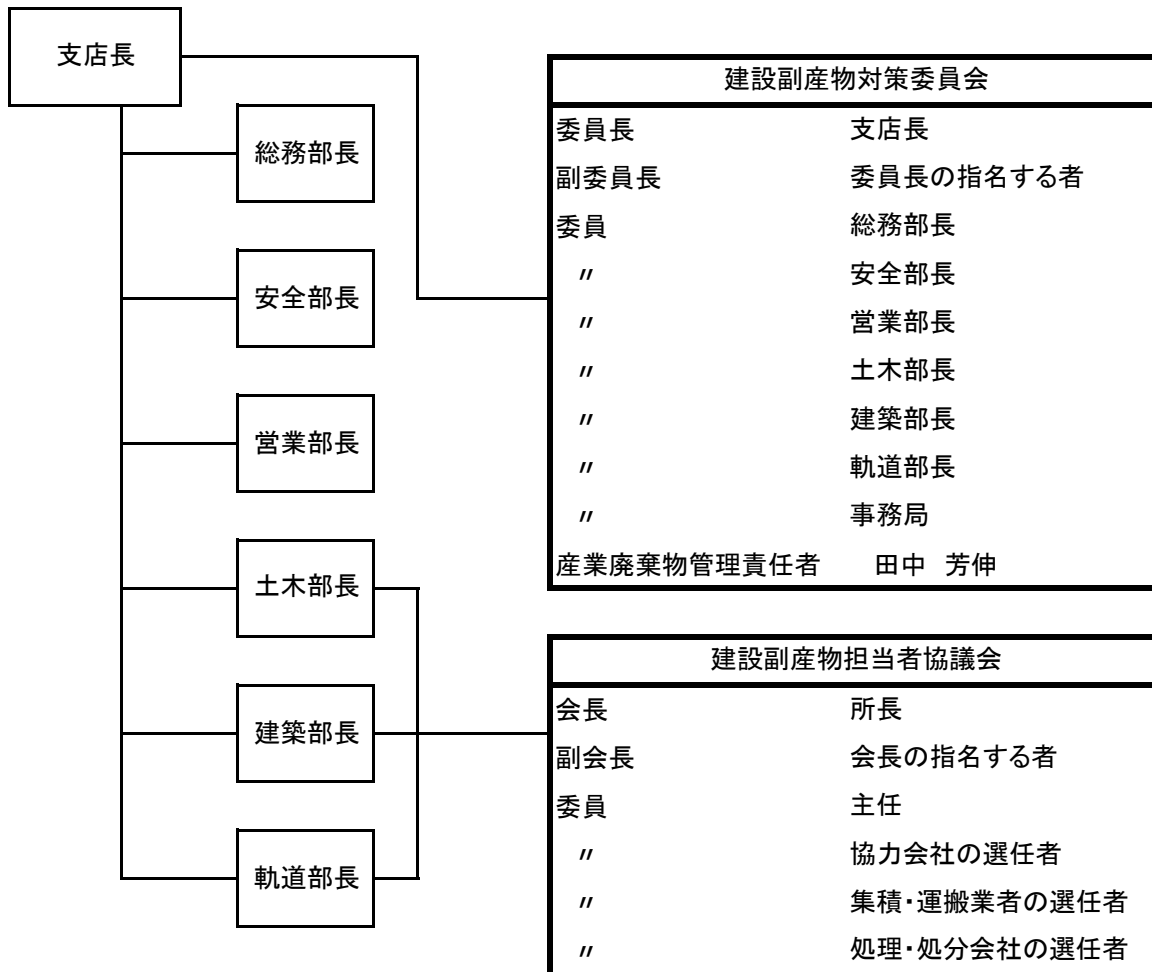 支店長
総務部長
安全部長
営業部長
土木部長
建築部長
軌道部長
建設副産物対策委員会
委員長 支店長
副委員長 委員長の指名する者
委員 総務部長
〃 安全部長
〃 営業部長
〃 土木部長
〃 建築部長
〃 軌道部長
〃 事務局
産業廃棄物管理責任者 田中 芳伸
建設副産物担当者協議会
会長 所長
副会長 会長の指名する者
委員 主任
〃 協力会社の選任者
〃 集積・運搬業者の選任者
〃 処理・処分会社の選任者